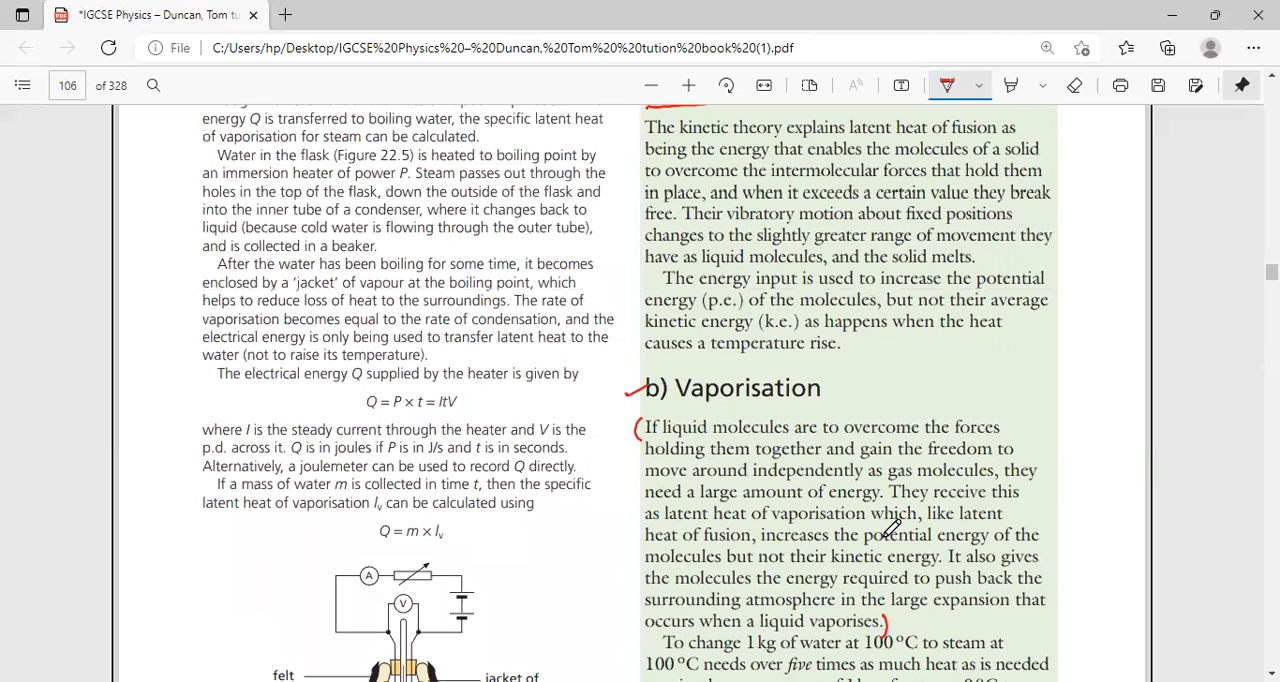 *IGCSE Physics – Duncan, Tom tu
File
C:/Users/hp/Desktop/IGCSE%20Physics%20–%20Duncan.%20Tom%20%20tution%20book%20(1).pdf
106 of 328
energy Q is transferred to boiling water, the specific latent heat
of vaporisation for steam can be calculated.
Water in the flask (Figure 22.5) is heated to boiling point by
an immersion heater of power P. Steam passes out through the
holes in the top of the flask, down the outside of the flask and
into the inner tube of a condenser, where it changes back to
liquid (because cold water is flowing through the outer tube),
and is collected in a beaker.
After the water has been boiling for some time, it becomes
enclosed by a ‘jacket’ of vapour at the boiling point, which
helps to reduce loss of heat to the surroundings. The rate of
vaporisation becomes equal to the rate of condensation, and the
electrical energy is only being used to transfer latent heat to the
water (not to raise its temperature).
The electrical energy Q supplied by the heater is given by
Q = P × t = ItV
where I is the steady current through the heater and V is the
p.d. across it. Q is in joules if P is in J/s and t is in seconds.
Alternatively, a joulemeter can be used to record Q directly.
If a mass of water m is collected in time t, then the specific
latent heat of vaporisation lv can be calculated using
Q = m × lv
A
V
felt
jacket of
The kinetic theory explains latent heat of fusion as
being the energy that enables the molecules of a solid
to overcome the intermolecular forces that hold them
in place, and when it exceeds a certain value they break
free. Their vibratory motion about fixed positions
changes to the slightly greater range of movement they
have as liquid molecules, and the solid melts.
The energy input is used to increase the potential
energy (p.e.) of the molecules, but not their average
kinetic energy (k.e.) as happens when the heat
causes a temperature rise.
b) Vaporisation
If liquid molecules are to overcome the forces
holding them together and gain the freedom to
move around independently as gas molecules, they
need a large amount of energy. They receive this
as latent heat of vaporisation which, like latent
heat of fusion, increases the potential energy of the
molecules but not their kinetic energy. It also gives
the molecules the energy required to push back the
surrounding atmosphere in the large expansion that
occurs when a liquid vaporises.
To change 1 kg of water at 100 °C to steam at
100 °C needs over five times as much heat as is needed